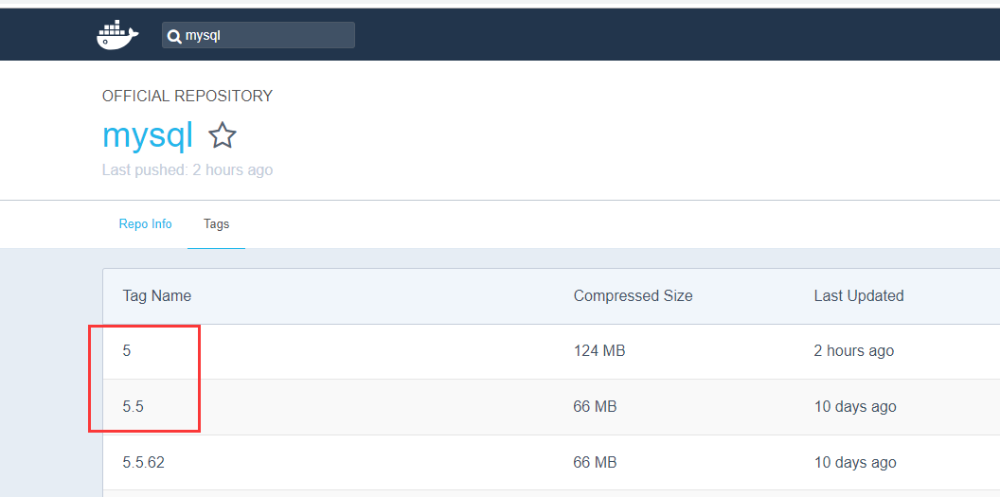 mysql
OFFICIAL REPOSITORY
mysql
Last pushed: 2 hours ago
Repo Info Tags
Tag Name Compressed Size Last Updated
5 124 MB 2 hours ago
5.5 66 MB 10 days ago
5.5.62 66 MB 10 days ago